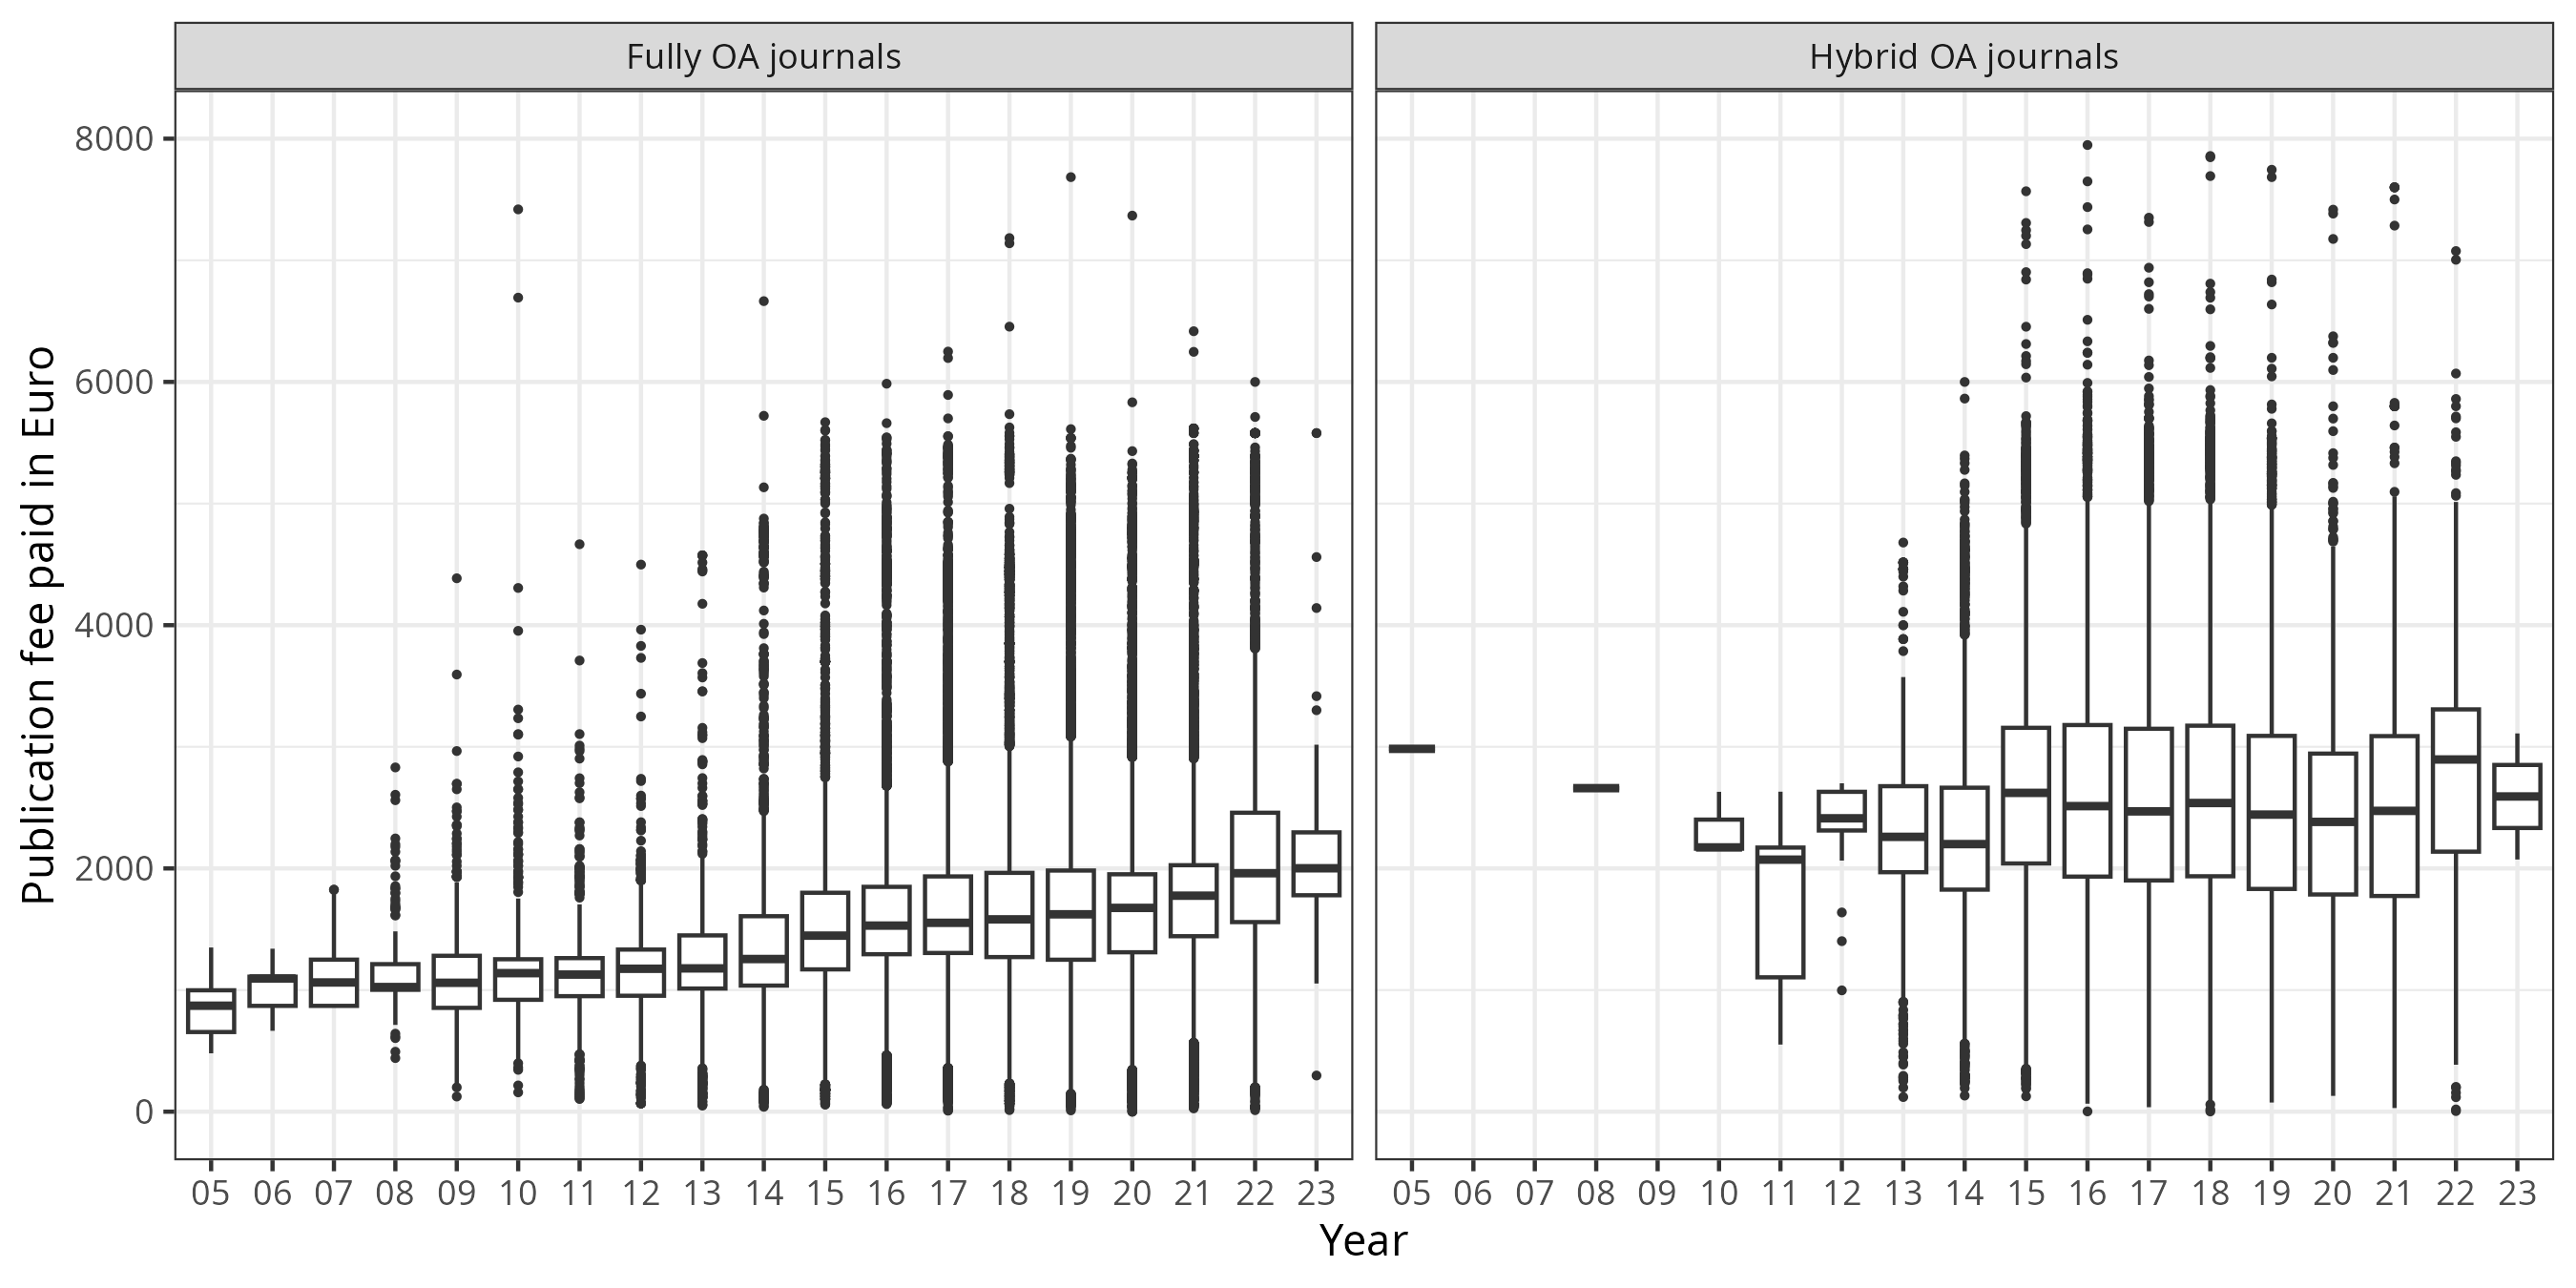 Fully OA journals
Hybrid OA journals
Publication fee paid in Euro
8000
6000
4000
2000
0
05 06 07 08 09 10 11 12 13 14 15 16 17 18 19 20 21 22 23
05 06 07 08 09 10 11 12 13 14 15 16 17 18 19 20 21 22 23
Year